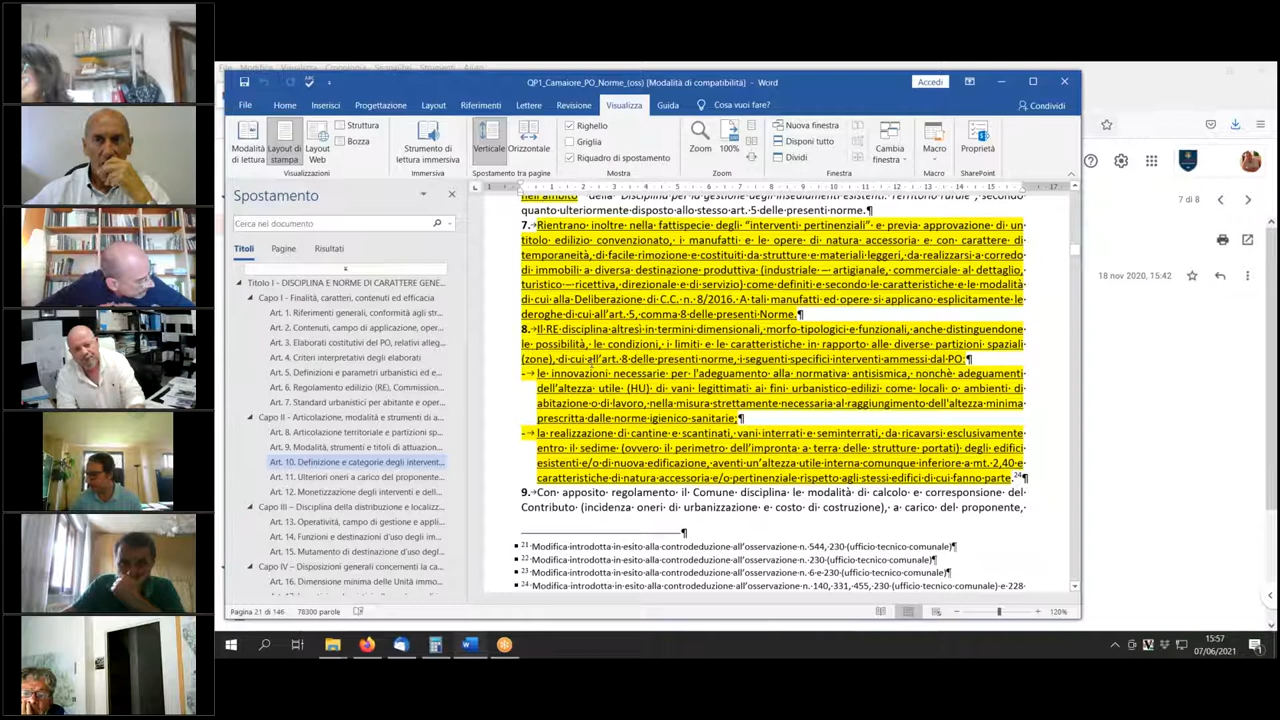 File Modifica Visualizza Cronologia Segnalibri Strumenti Aiuto
QP1_Camaiore_PO_Norme_(oss) [Modalità di compatibilità] - Word
Accedi
File Home Inserisci Progettazione Layout Riferimenti Lettere Revisione Visualizza Guida Cosa vuoi fare?
Condividi
Modalità di lettura
Layout di stampa
Layout Web
Struttura
Bozza
Visualizzazioni
Strumento di lettura immersiva
Immersiva
Verticale
Orizzontale
Spostamento tra pagine
Righello
Griglia
Riquadro di spostamento
Mostra
Zoom
100%
Zoom
Nuova finestra
Disponi tutto
Dividi
Cambia finestra
Finestra
Macro
Macro
Proprietà
SharePoint
Spostamento
Cerca nel documento
Titoli Pagine Risultati
Titolo I - DISCIPLINA E NORME DI CARATTERE GENE...
Capo I - Finalità, caratteri, contenuti ed efficacia
Art. 1. Riferimenti generali, conformità agli stru...
Art. 2. Contenuti, campo di applicazione, oper...
Art. 3. Elaborati costitutivi del PO, relativi allega...
Art. 4. Criteri interpretativi degli elaborati
Art. 5. Definizioni e parametri urbanistici ed e...
Art. 6. Regolamento edilizio (RE), Commission...
Art. 7. Standard urbanistici per abitante e oper...
Capo II - Articolazione, modalità e strumenti di a...
Art. 8. Articolazione territoriale e partizioni sp...
Art. 9. Modalità, strumenti e titoli di attuazion...
Art. 10. Definizione e categorie degli intervent...
Art. 11. Ulteriori oneri a carico del proponente...
Art. 12. Monetizzazione degli interventi e dell...
Capo III – Disciplina della distribuzione e localizz...
Art. 13. Operatività, campo di gestione e appli...
Art. 14. Funzioni e destinazioni d'uso degli im...
Art. 15. Mutamento di destinazione d'uso degl...
Capo IV – Disposizioni generali concernenti la ca...
Art. 16. Dimensione minima delle Unità immo...
nell'ambito della "Disciplina per la gestione degli insediamenti esistenti. Territorio rurale", secondo
quanto ulteriormente disposto allo stesso art. 5 delle presenti norme.¶
7. Rientrano inoltre nella fattispecie degli "interventi pertinenziali" e previa approvazione di un
titolo edilizio convenzionato, i manufatti e le opere di natura accessoria e con carattere di
temporaneità, di facile rimozione e costituiti da strutture e materiali leggeri, da realizzarsi a corredo
di immobili a diversa destinazione produttiva (industriale – artigianale, commerciale al dettaglio,
turistico – ricettiva, direzionale e di servizio) come definiti e secondo le caratteristiche e le modalità
di cui alla Deliberazione di C.C. n. 8/2016. A tali manufatti ed opere si applicano esplicitamente le
deroghe di cui all'art. 5, comma 8 delle presenti Norme.¶
8. Il RE disciplina altresì in termini dimensionali, morfo tipologici e funzionali, anche distinguendone
le possibilità, le condizioni, i limiti e le caratteristiche in rapporto alle diverse partizioni spaziali
(zone), di cui all'art. 8 delle presenti norme, i seguenti specifici interventi ammessi dal PO:¶
- le innovazioni necessarie per l'adeguamento alla normativa antisismica, nonchè adeguamenti
dell'altezza utile (HU) di vani legittimati ai fini urbanistico-edilizi come locali o ambienti di
abitazione o di lavoro, nella misura strettamente necessaria al raggiungimento dell'altezza minima
prescritta dalle norme igienico-sanitarie;¶
- la realizzazione di cantine e scantinati, vani interrati e seminterrati, da ricavarsi esclusivamente
entro il sedime (ovvero il perimetro dell'impronta a terra delle strutture portati) degli edifici
esistenti e/o di nuova edificazione, aventi un'altezza utile interna comunque inferiore a mt. 2,40 e
caratteristiche di natura accessoria e/o pertinenziale rispetto agli stessi edifici di cui fanno parte.24¶
9. Con apposito regolamento il Comune disciplina le modalità di calcolo e corresponsione del
Contributo (incidenza oneri di urbanizzazione e costo di costruzione), a carico del proponente,
21 Modifica introdotta in esito alla controdeduzione all'osservazione n. 544, 230 (ufficio tecnico comunale)¶
22 Modifica introdotta in esito alla controdeduzione all'osservazione n. 230 (ufficio tecnico comunale)¶
23 Modifica introdotta in esito alla controdeduzione all'osservazione n. 6 e 230 (ufficio tecnico comunale)¶
24 Modifica introdotta in esito alla controdeduzione all'osservazione n. 140, 331, 455, 230 (ufficio tecnico comunale) e 228
Pagina 21 di 146 78300 parole
120%
7 di 8
18 nov 2020, 15:42
15:57
07/06/2021